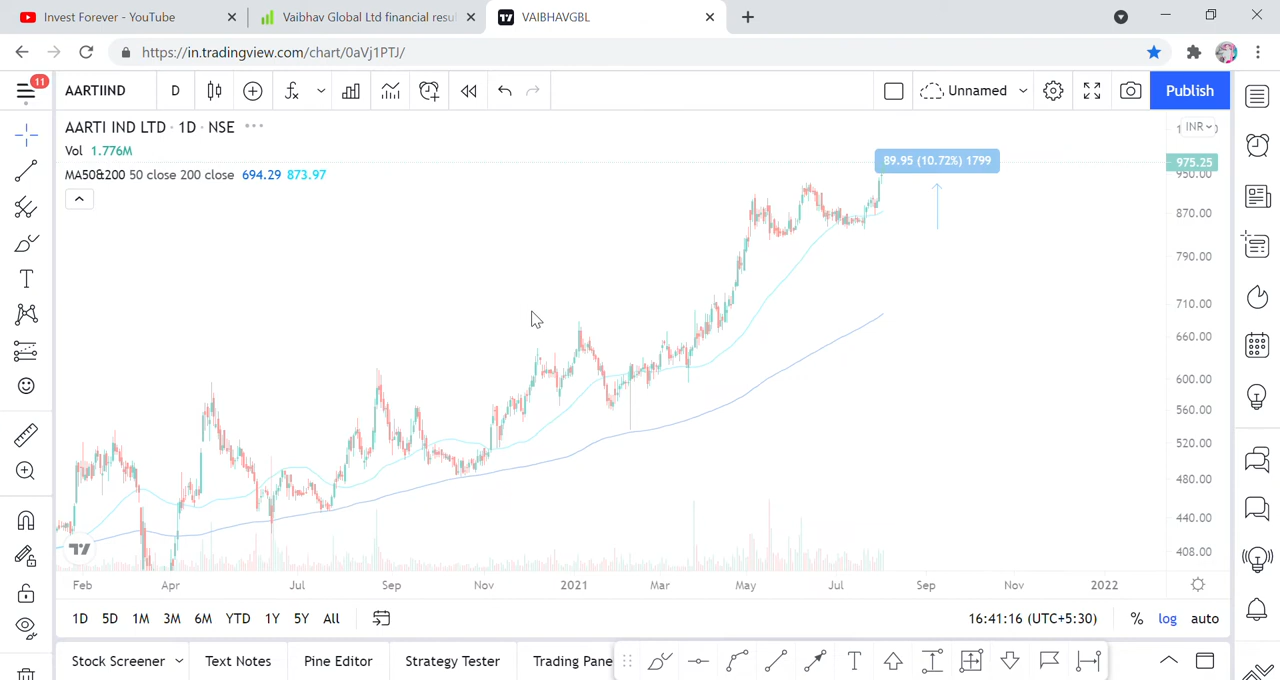 Invest Forever - YouTube
Vaibhav Global Ltd financial resul
VAIBHAVGBL
https://in.tradingview.com/chart/0aVj1PTJ/
11
AARTIIND
D
Unnamed
Publish
AARTI IND LTD · 1D · NSE
INR
Vol 1.776M
89.95 (10.72%) 1799
975.25
950.00
MA50&200 50 close 200 close 694.29 873.97
870.00
790.00
710.00
660.00
600.00
560.00
520.00
480.00
440.00
408.00
Feb Apr Jul Sep Nov 2021 Mar May Jul Sep Nov 2022
1D 5D 1M 3M 6M YTD 1Y 5Y All
16:41:16 (UTC+5:30) % log auto
Stock Screener Text Notes Pine Editor Strategy Tester Trading Pane